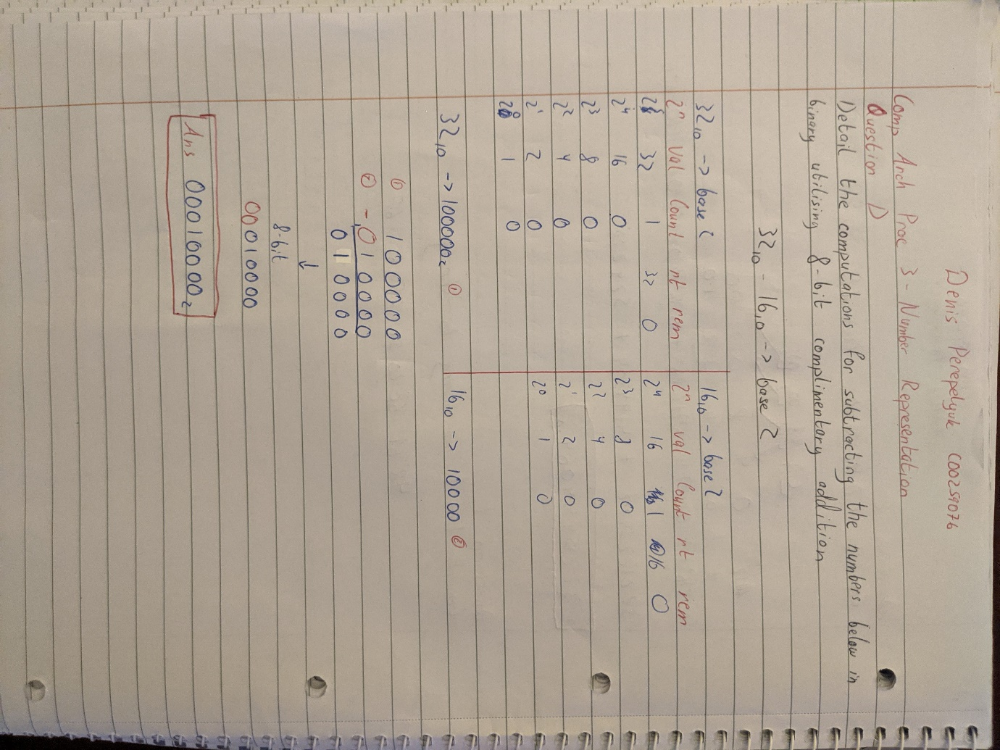 Denis Perepelyuk C00259076
Comp Arch Proc 3 - Number Representation
Question D
Detail the computations for subtracting the numbers below in
binary utilising 8-bit complimentary addition
32₁₀ - 16₁₀ -> base 2
32₁₀ -> base 2
2ⁿ val Count rt rem
2⁵ 32 1 32 0
2⁴ 16 0
2³ 8 0
2² 4 0
2¹ 2 0
2⁰ 1 0
32₁₀ -> 100000₂ ①
16₁₀ -> base 2
2ⁿ val Count rt rem
2⁴ 16 1 16 0
2³ 8 0
2² 4 0
2¹ 2 0
2⁰ 1 0
16₁₀ -> 10000 ②
① 100000
② - 010000
010000
↓
8-bit
00010000
Ans 00010000₂